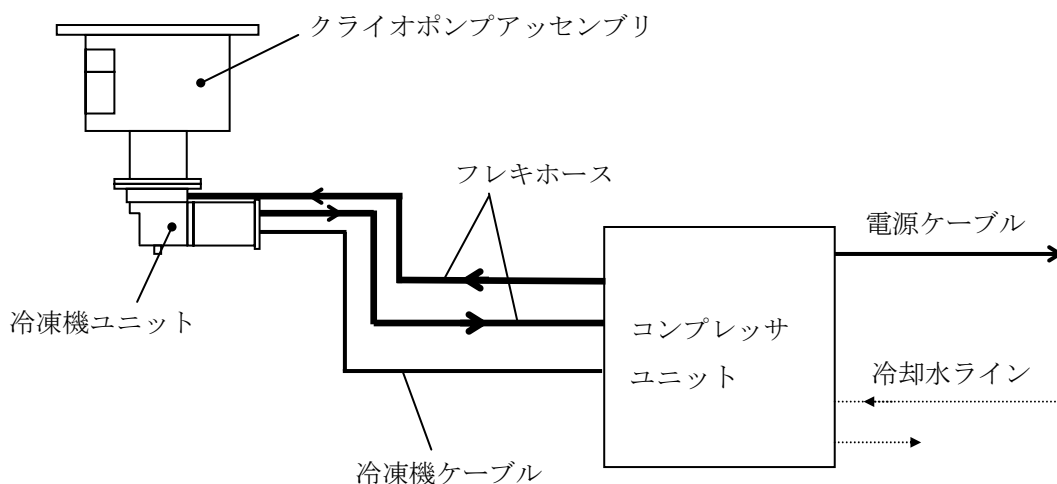 クライオポンプアッセンブリ
フレキホース
電源ケーブル
冷凍機ユニット
コンプレッサ
ユニット
冷却水ライン
冷凍機ケーブル